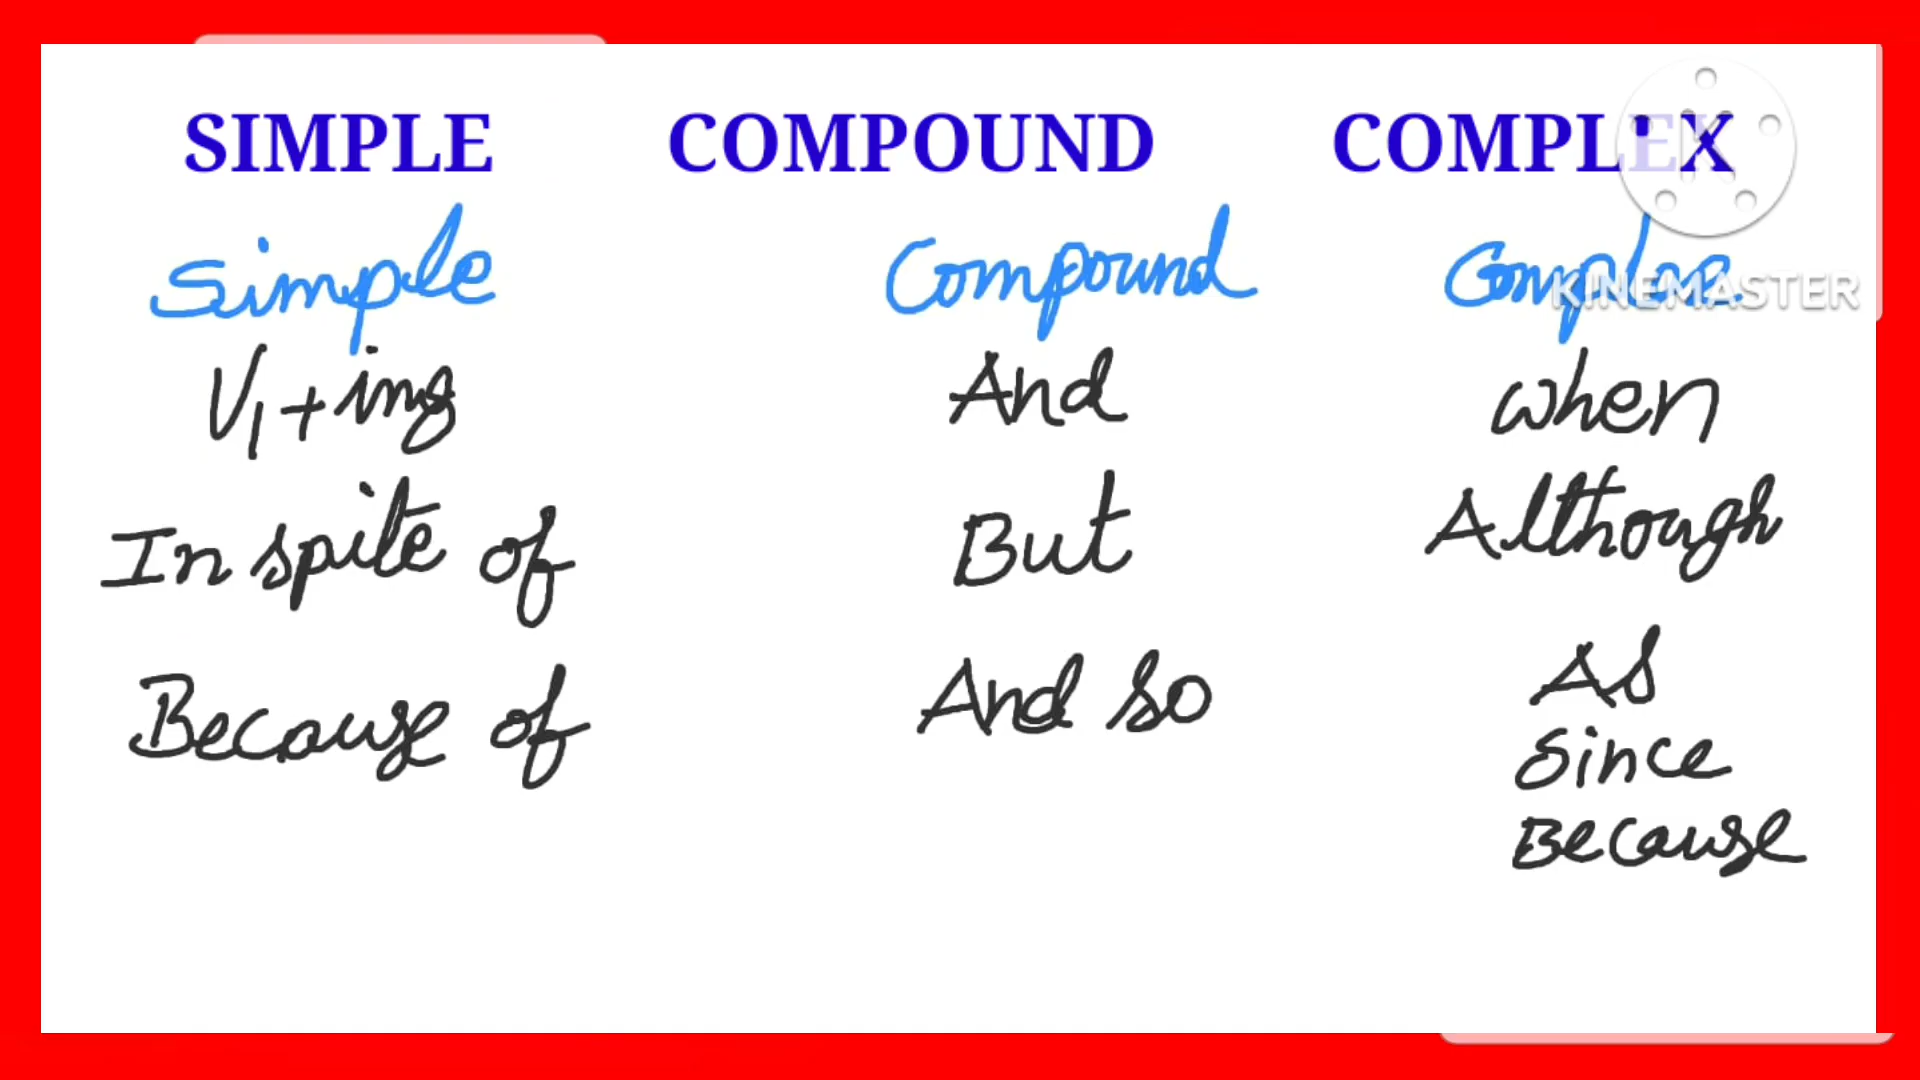 SIMPLE COMPOUND COMPLEX
Simple Compound Complex
V1+ing And When
In spite of But Although
Because of And so As
Since
Because
KINEMASTER